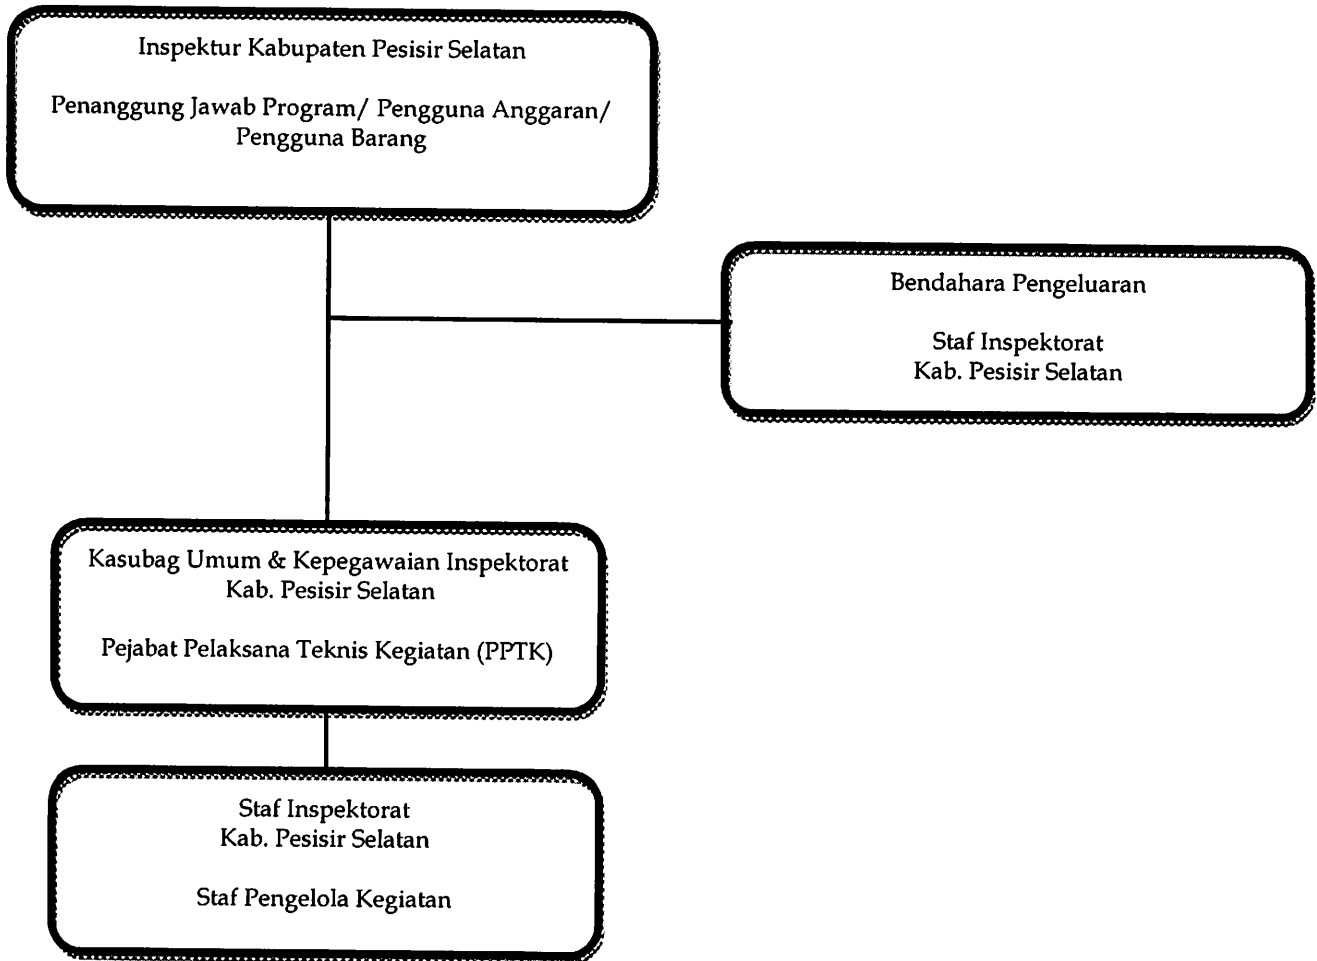 Inspektur Kabupaten Pesisir Selatan
Penanggung Jawab Program/ Pengguna Anggaran/
Pengguna Barang
Bendahara Pengeluaran
Staf Inspektorat
Kab. Pesisir Selatan
Kasubag Umum & Kepegawaian Inspektorat
Kab. Pesisir Selatan
Pejabat Pelaksana Teknis Kegiatan (PPTK)
Staf Inspektorat
Kab. Pesisir Selatan
Staf Pengelola Kegiatan